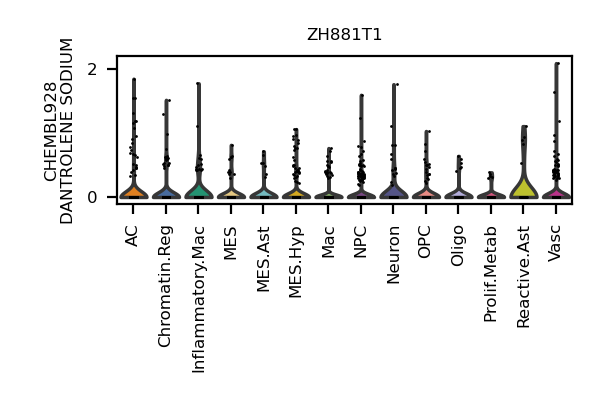 ZH881T1
CHEMBL928
DANTROLENE SODIUM
2
0
AC
Chromatin.Reg
Inflammatory.Mac
MES
MES.Ast
MES.Hyp
Mac
NPC
Neuron
OPC
Oligo
Prolif.Metab
Reactive.Ast
Vasc